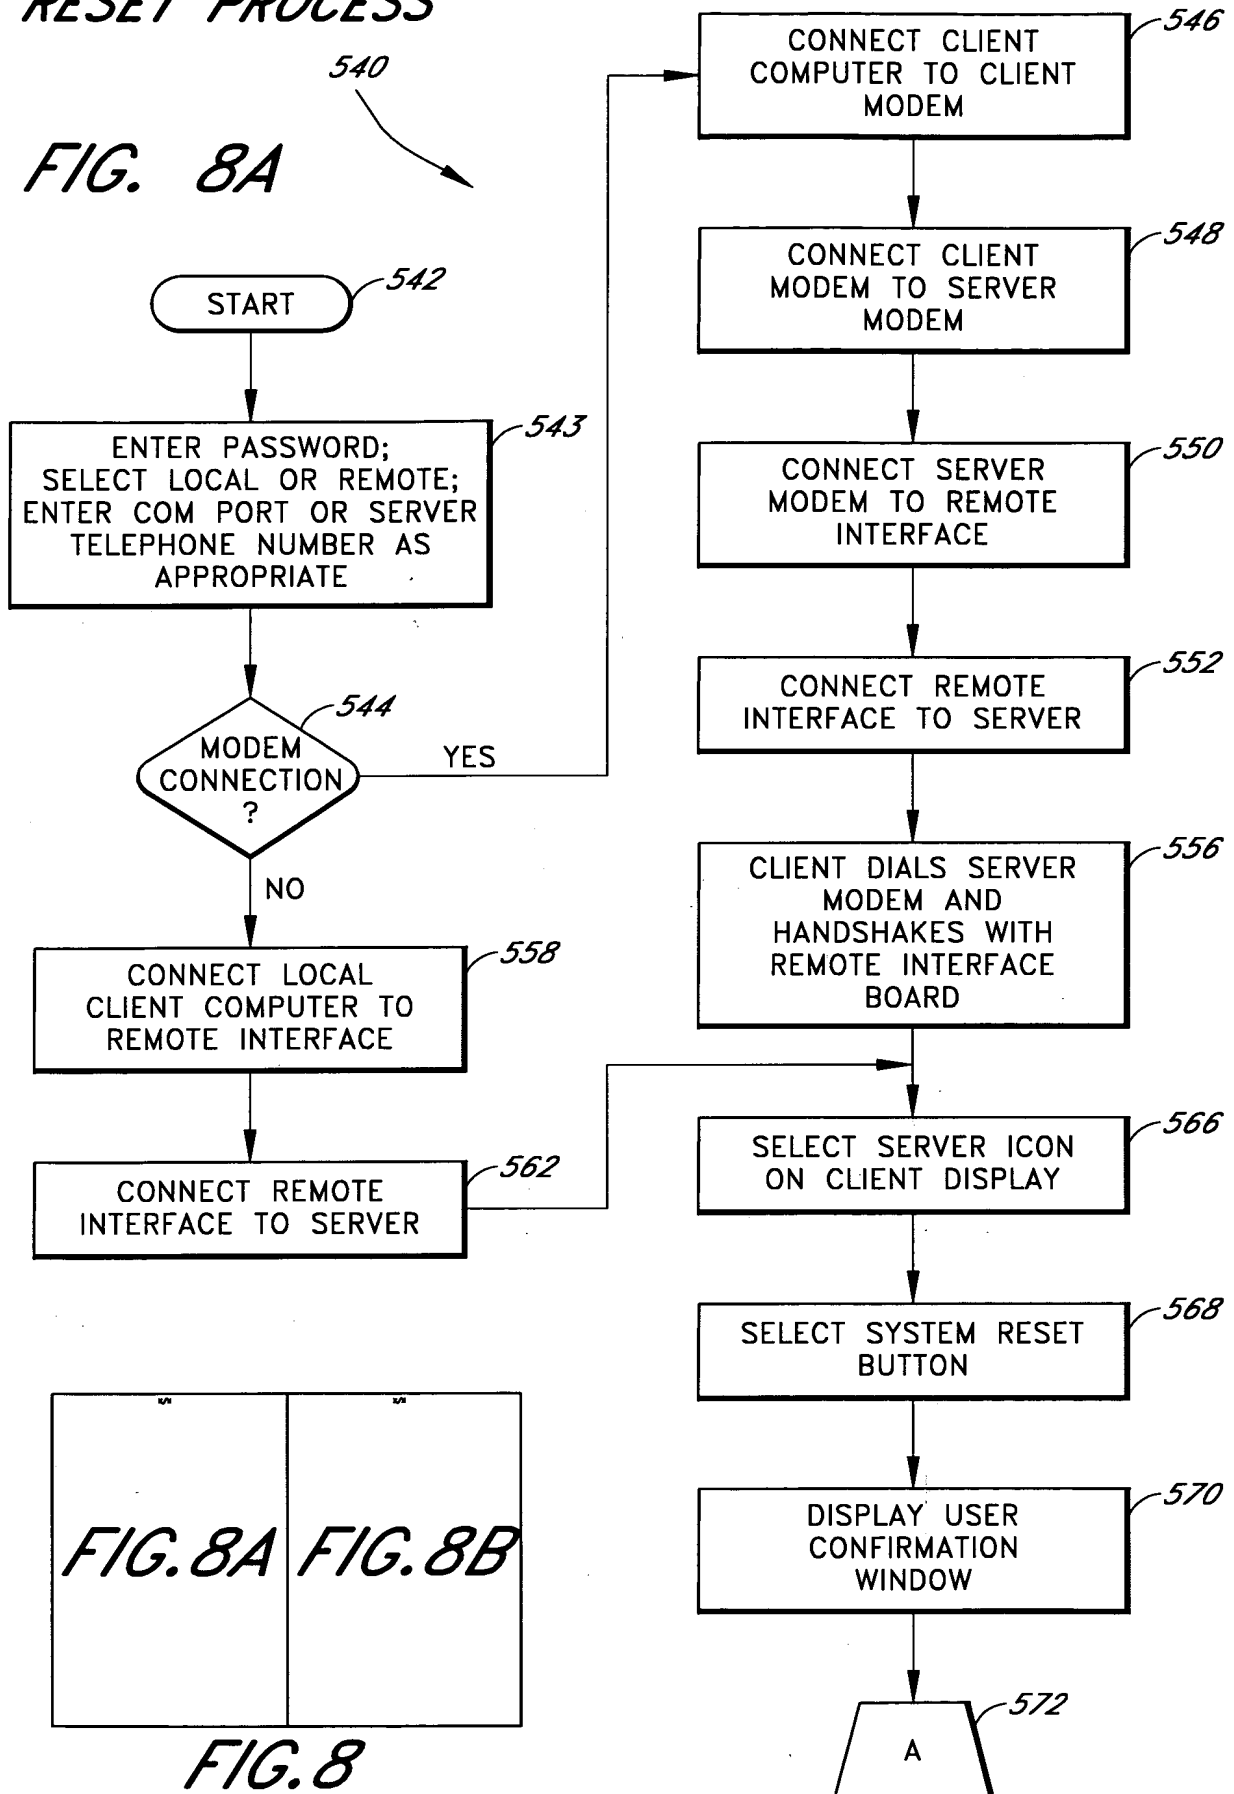 RESET PROCESS
540
FIG. 8A
START
542
ENTER PASSWORD;
SELECT LOCAL OR REMOTE;
ENTER COM PORT OR SERVER
TELEPHONE NUMBER AS
APPROPRIATE
543
MODEM
CONNECTION
?
544
YES
NO
CONNECT LOCAL
CLIENT COMPUTER TO
REMOTE INTERFACE
558
CONNECT REMOTE
INTERFACE TO SERVER
562
CONNECT CLIENT
COMPUTER TO CLIENT
MODEM
546
CONNECT CLIENT
MODEM TO SERVER
MODEM
548
CONNECT SERVER
MODEM TO REMOTE
INTERFACE
550
CONNECT REMOTE
INTERFACE TO SERVER
552
CLIENT DIALS SERVER
MODEM AND
HANDSHAKES WITH
REMOTE INTERFACE
BOARD
556
SELECT SERVER ICON
ON CLIENT DISPLAY
566
SELECT SYSTEM RESET
BUTTON
568
DISPLAY USER
CONFIRMATION
WINDOW
570
A
572
FIG.8A
FIG.8B
FIG.8